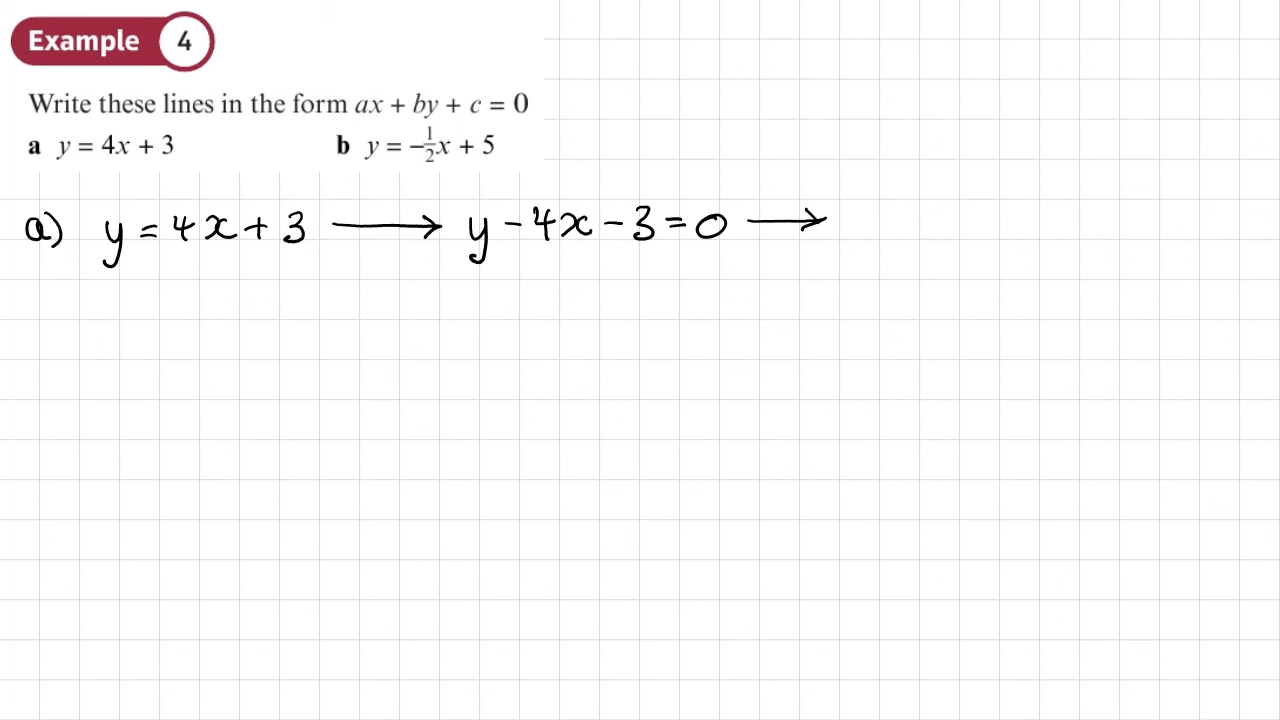 Example 4
Write these lines in the form ax + by + c = 0
a y = 4x + 3 b y = -½x + 5
a) y = 4x + 3 ⟶ y - 4x - 3 = 0 ⟶